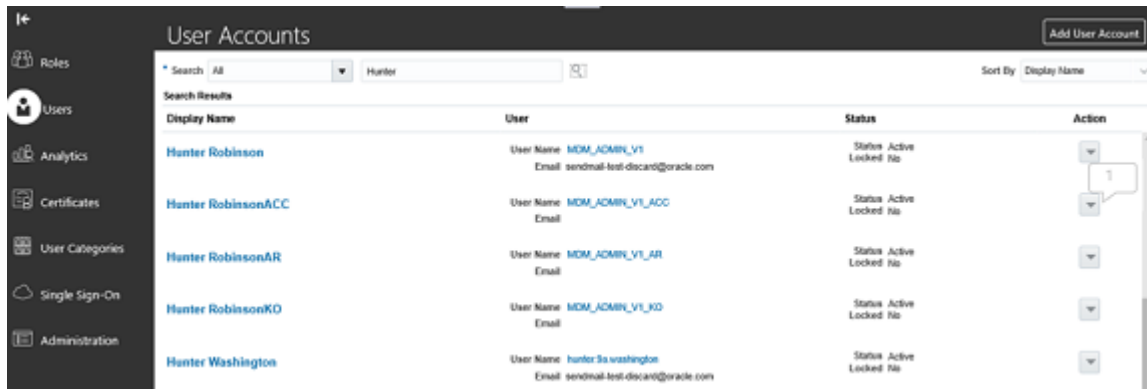 User Accounts
Add User Account
Roles
Users
Analytics
Certificates
User Categories
Single Sign-On
Administration
* Search All Hunter
Sort By Display Name
Search Results
Display Name User Status Action
Hunter Robinson User Name MDM_ADMIN_V1 Status Active
Email sendmail-test-discard@oracle.com Locked No
1
Hunter RobinsonACC User Name MDM_ADMIN_V1_ACC Status Active
Email Locked No
Hunter RobinsonAR User Name MDM_ADMIN_V1_AR Status Active
Email Locked No
Hunter RobinsonKO User Name MDM_ADMIN_V1_KO Status Active
Email Locked No
Hunter Washington User Name Status Active
Email sendmail-test-discard@oracle.com Locked No